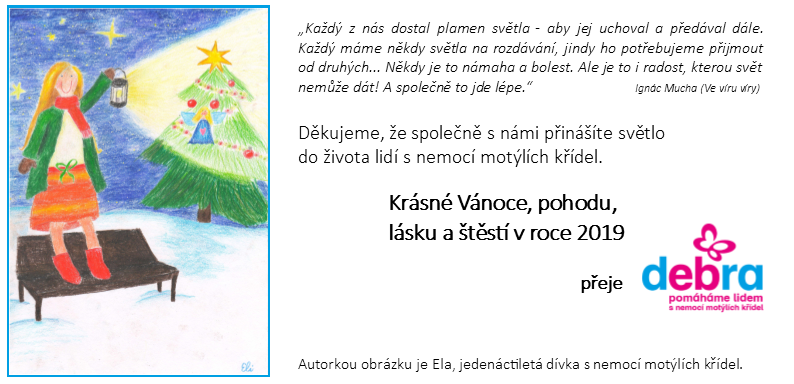 „Každý z nás dostal plamen světla - aby jej uchoval a předával dále.
Každý máme někdy světla na rozdávání, jindy ho potřebujeme přijmout
od druhých... Někdy je to námaha a bolest. Ale je to i radost, kterou svět
nemůže dát! A společně to jde lépe.“ Ignác Mucha (Ve víru víry)
Děkujeme, že společně s námi přinášíte světlo
do života lidí s nemocí motýlích křídel.
Krásné Vánoce, pohodu,
lásku a štěstí v roce 2019
přeje
debra
pomáháme lidem
s nemocí motýlích křídel
Ela
Autorkou obrázku je Ela, jedenáctiletá dívka s nemocí motýlích křídel.